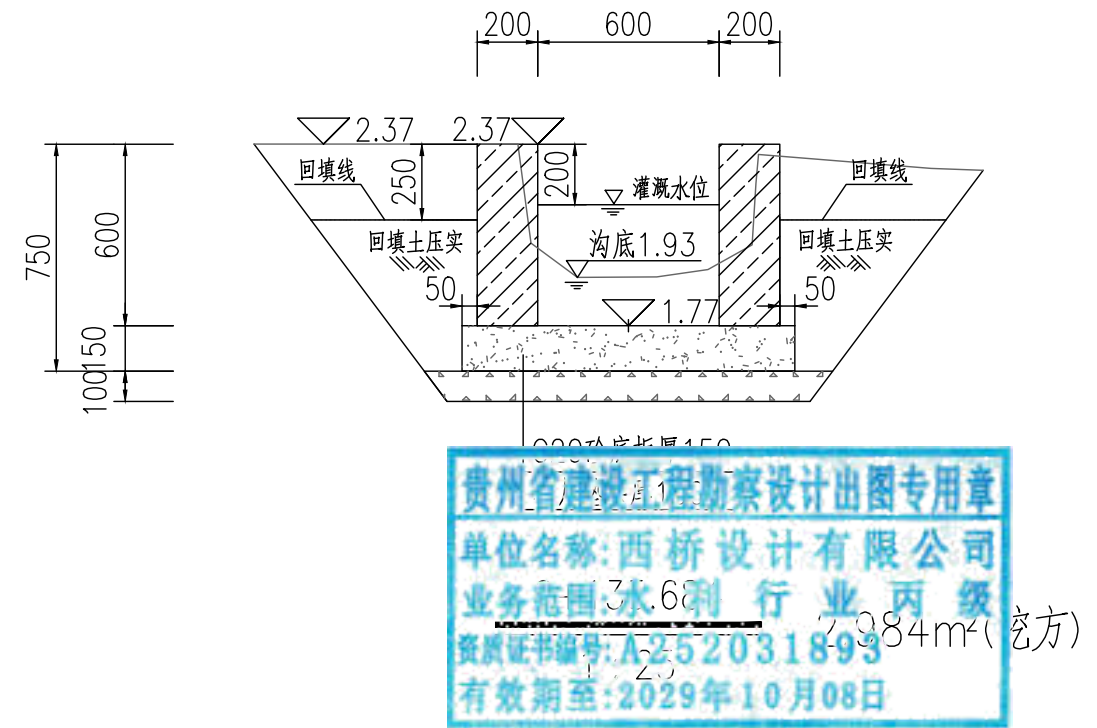 200 600 200
2.37 2.37
回填线 250 200 灌溉水位 回填线
750 600
回填土压实 沟底1.93 回填土压实
50 1.77 50
150
100
贵州省建设工程勘察设计出图专用章
单位名称:西桥设计有限公司
业务范围:水利行业丙级
资质证书编号:A252031893
有效期至:2029年10月08日
984m²(挖方)